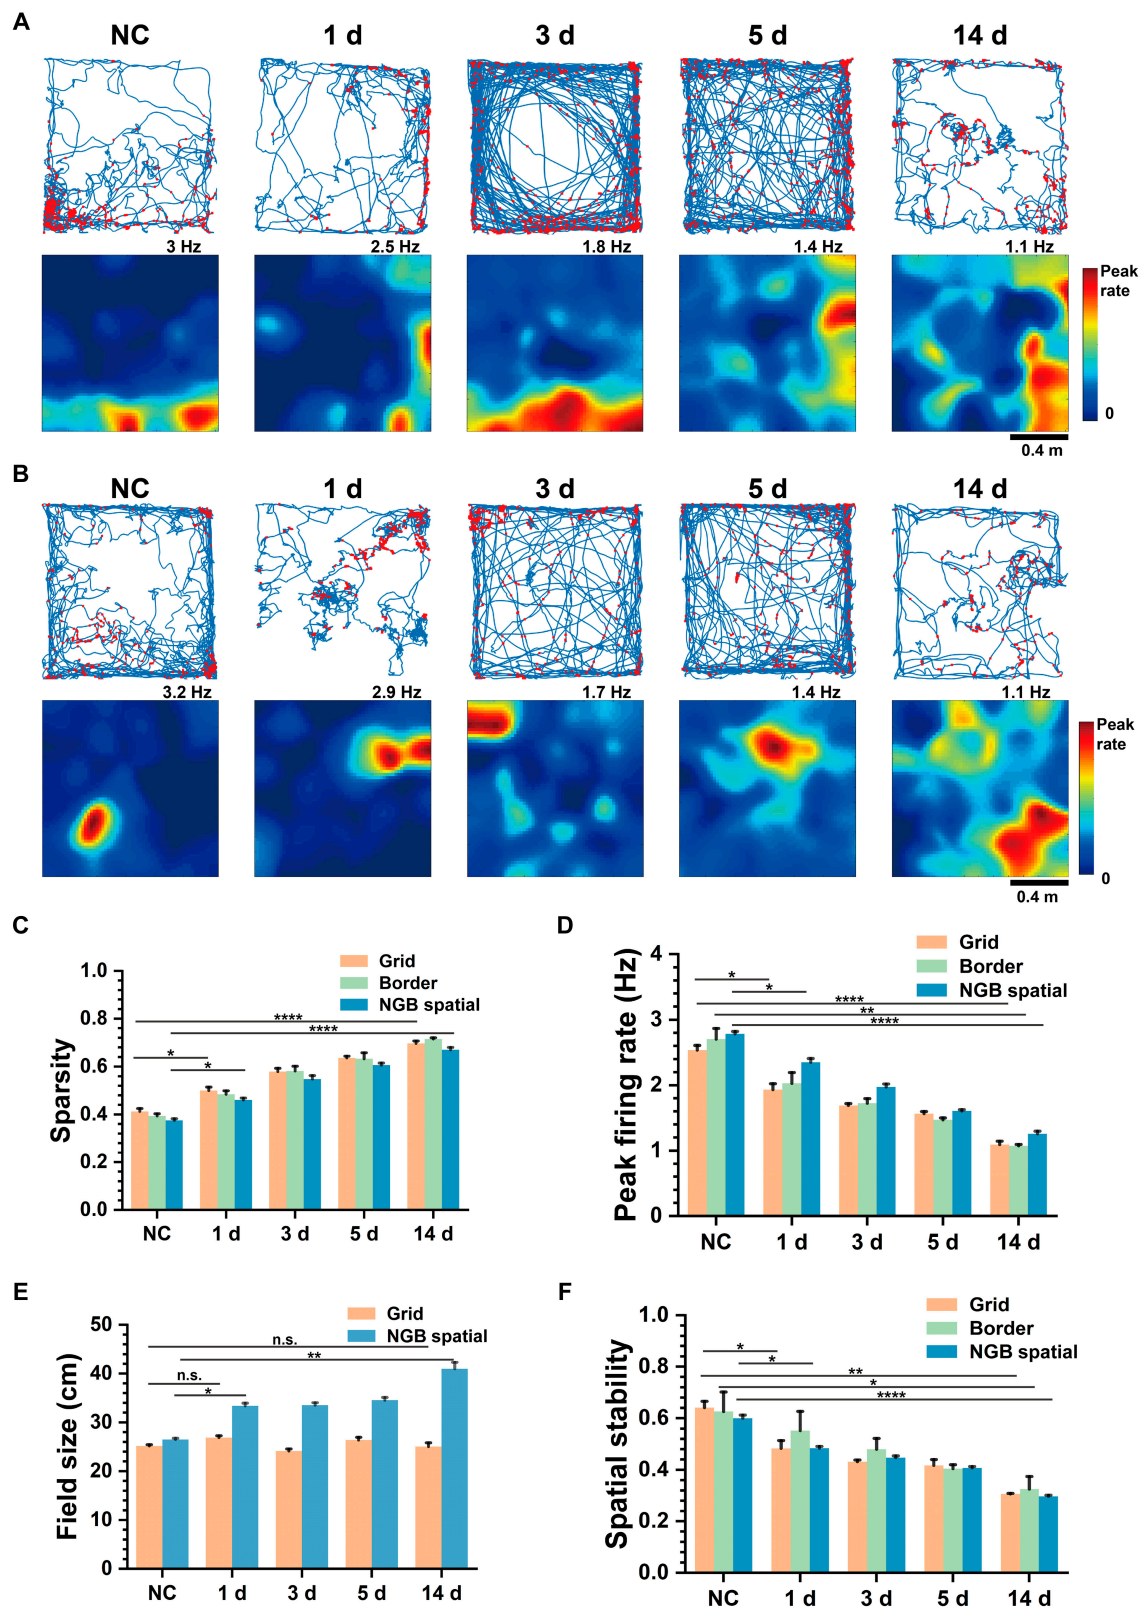 A
NC 1 d 3 d 5 d 14 d
3 Hz 2.5 Hz 1.8 Hz 1.4 Hz 1.1 Hz
Peak
rate
0
0.4 m
B
NC 1 d 3 d 5 d 14 d
3.2 Hz 2.9 Hz 1.7 Hz 1.4 Hz 1.1 Hz
Peak
rate
0
0.4 m
C
Grid
Border
NGB spatial
Sparsity
1.0
0.8
0.6
0.4
0.2
0.0
****
****
*
*
NC 1 d 3 d 5 d 14 d
D
Grid
Border
NGB spatial
Peak firing rate (Hz)
4
3
2
1
0
*
*
****
**
****
NC 1 d 3 d 5 d 14 d
E
Grid
NGB spatial
Field size (cm)
50
40
30
20
10
0
n.s.
**
n.s.
*
NC 1 d 3 d 5 d 14 d
F
Grid
Border
NGB spatial
Spatial stability
1.0
0.8
0.6
0.4
0.2
0.0
*
*
**
*
****
NC 1 d 3 d 5 d 14 d